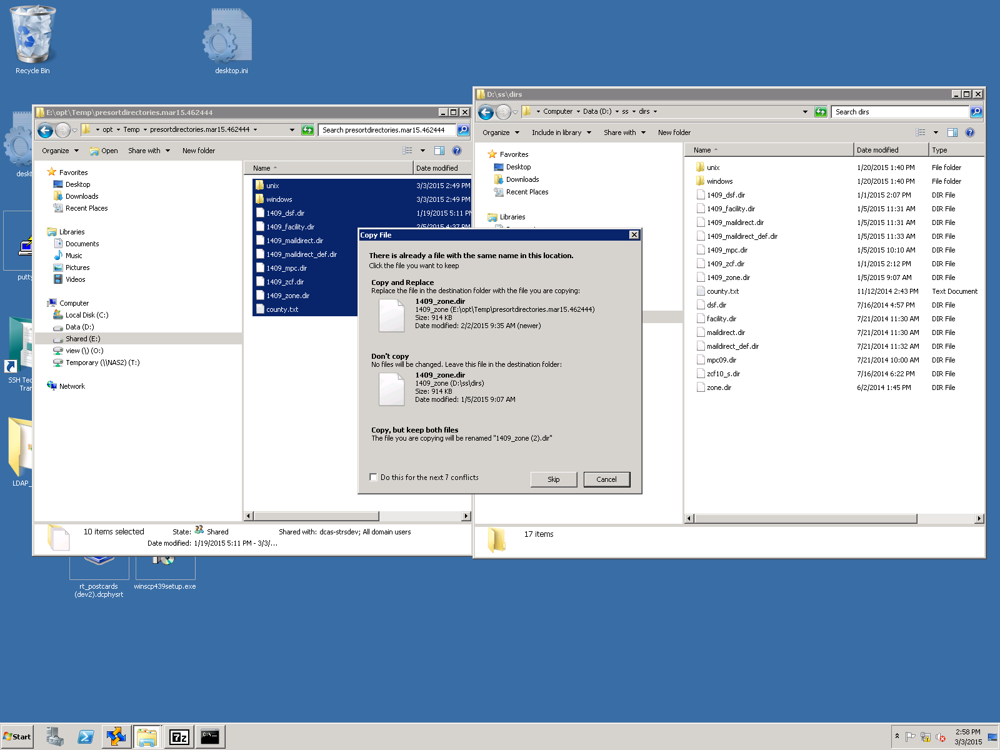 Recycle Bin
desktop.ini
E:\opt\Temp\presortdirectories.mar15.462444
opt Temp presortdirectories.mar15.462444
Search presortdirectories.mar15.462444
Organize Open Share with New folder
Favorites
Desktop
Downloads
Recent Places
Libraries
Documents
Music
Pictures
Videos
Computer
Local Disk (C:)
Data (D:)
Shared (E:)
view (\) (O:)
Temporary (\\NAS2) (T:)
Network
Name Date modified
unix 3/3/2015 2:49 PM
windows 3/3/2015 2:49 PM
1409_dsf.dir 1/19/2015 5:11 PM
1409_facility.dir 2/5/2015 4:37 PM
1409_maildirect.dir
1409_maildirect_def.dir
1409_mpc.dir
1409_zcf.dir
1409_zone.dir
county.txt
10 items selected State: Shared Shared with: dcas-strsdev; All domain users
Date modified: 1/19/2015 5:11 PM - 3/3/...
D:\ss\dirs
Computer Data (D:) ss dirs
Search dirs
Organize Include in library Share with New folder
Favorites
Desktop
Downloads
Recent Places
Libraries
Name Date modified Type
unix 1/20/2015 1:40 PM File folder
windows 1/20/2015 1:40 PM File folder
1409_dsf.dir 1/1/2015 2:07 PM DIR File
1409_facility.dir 1/5/2015 11:31 AM DIR File
1409_maildirect.dir 1/5/2015 11:31 AM DIR File
1409_maildirect_def.dir 1/5/2015 11:33 AM DIR File
1409_mpc.dir 1/5/2015 10:10 AM DIR File
1409_zcf.dir 1/1/2015 2:12 PM DIR File
1409_zone.dir 1/5/2015 9:07 AM DIR File
county.txt 11/12/2014 2:43 PM Text Document
dsf.dir 7/16/2014 4:57 PM DIR File
facility.dir 7/21/2014 11:30 AM DIR File
maildirect.dir 7/21/2014 11:30 AM DIR File
maildirect_def.dir 7/21/2014 11:32 AM DIR File
mpc09.dir 7/21/2014 10:00 AM DIR File
zcf10_s.dir 7/16/2014 6:22 PM DIR File
zone.dir 6/2/2014 1:45 PM DIR File
17 items
Copy File
There is already a file with the same name in this location.
Click the file you want to keep
Copy and Replace
Replace the file in the destination folder with the file you are copying:
1409_zone.dir
1409_zone (E:\opt\Temp\presortdirectories.mar15.462444)
Size: 914 KB
Date modified: 2/2/2015 9:35 AM (newer)
Don't copy
No files will be changed. Leave this file in the destination folder:
1409_zone.dir
1409_zone (D:\ss\dirs)
Size: 914 KB
Date modified: 1/5/2015 9:07 AM
Copy, but keep both files
The file you are copying will be renamed "1409_zone (2).dir"
Do this for the next 7 conflicts
Skip Cancel
deskt
putty
SSH Tec
Tran
LDAP_
rt_postcards
(dev2).dcphysrt
winscp439setup.exe
Start
7z
C:\
2:58 PM
3/3/2015